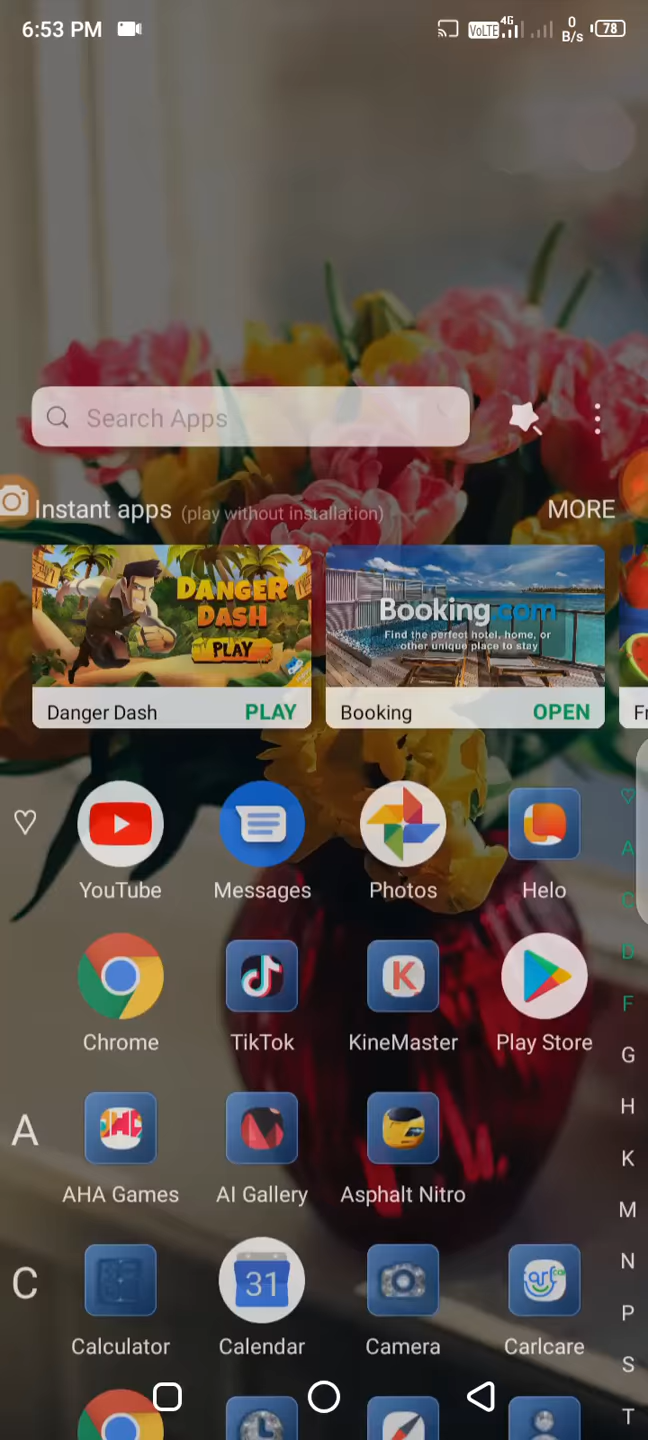 6:53 PM
VoLTE 4G 0 B/s 78
Search Apps
Instant apps (play without installation) MORE
DANGER DASH
PLAY
Booking.com
Find the perfect hotel, home, or
other unique place to stay
Danger Dash PLAY
Booking OPEN
Fr
YouTube Messages Photos Helo
A
C
Chrome TikTok KineMaster Play Store
D
F
G
H
A
AHA Games AI Gallery Asphalt Nitro
K
M
N
C
31
Calculator Calendar Camera Carlcare
P
S
T